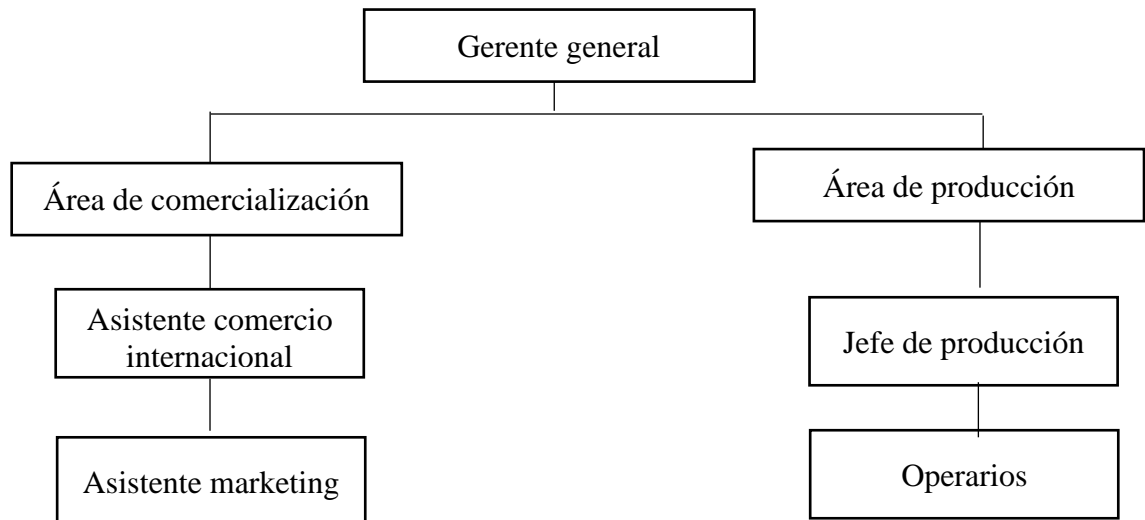 Gerente general
Área de comercialización
Área de producción
Asistente comercio
internacional
Jefe de producción
Asistente marketing
Operarios